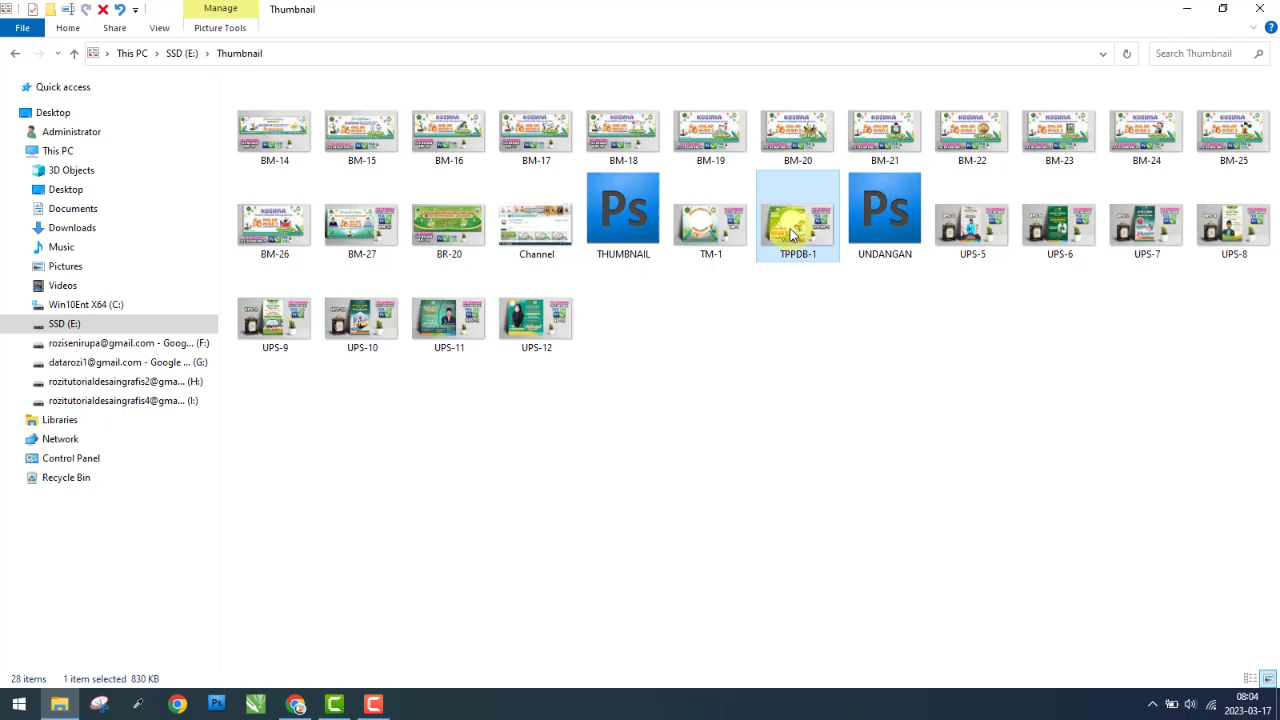 Manage
Thumbnail
File
Home
Share
View
Picture Tools
This PC
SSD (E:)
Thumbnail
Search Thumbnail
Quick access
Desktop
Administrator
This PC
3D Objects
Desktop
Documents
Downloads
Music
Pictures
Videos
Win10Ent X64 (C:)
SSD (E:)
rozisenirupa@gmail.com - Goog... (F:)
datarozi1@gmail.com - Google ... (G:)
rozitutorialdesaingrafis2@gma... (H:)
rozitutorialdesaingrafis4@gma... (I:)
Libraries
Network
Control Panel
Recycle Bin
BM-14 BM-15 BM-16 BM-17 BM-18 BM-19 BM-20 BM-21 BM-22 BM-23 BM-24 BM-25
Ps Ps
BM-26 BM-27 BR-20 Channel THUMBNAIL TM-1 TPPDB-1 UNDANGAN UPS-5 UPS-6 UPS-7 UPS-8
UPS-9 UPS-10 UPS-11 UPS-12
28 items 1 item selected 830 KB
Ps
08:04
2023-03-17